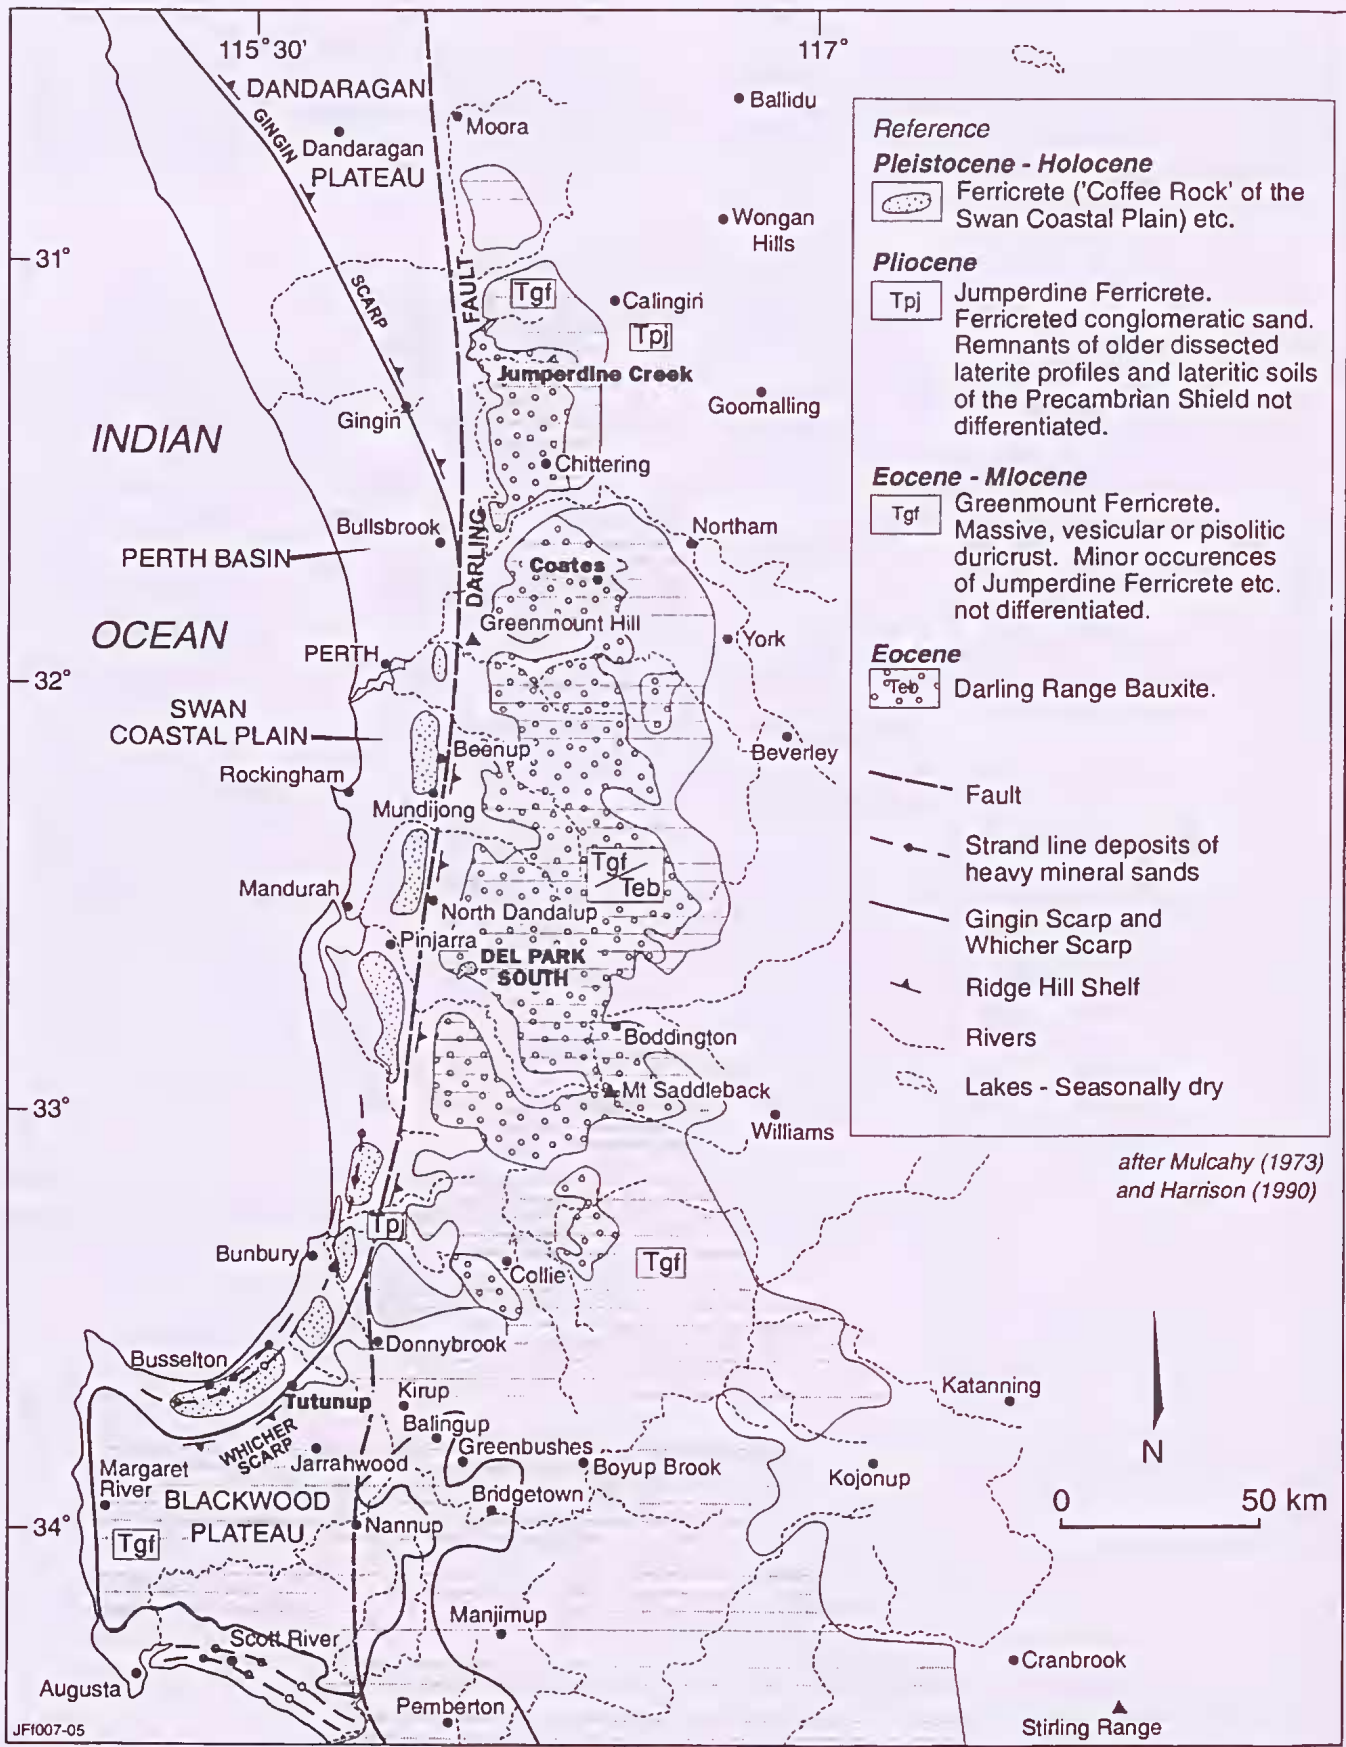 115°30'
117°
DANDARAGAN
Ballidu
Moora
GINGIN
Dandaragan
PLATEAU
Wongan
Hills
31°
SCARP
FAULT
Tgf
Calingiri
Tpj
Jumperdine Creek
Goomalling
Gingin
INDIAN
Chittering
Bullsbrook
DARLING
Northam
PERTH BASIN
Coates
OCEAN
Greenmount Hill
York
PERTH
32°
SWAN
COASTAL PLAIN
Beenup
Beverley
Rockingham
Mundijong
Tgf
Teb
Mandurah
North Dandalup
Pinjarra
DEL PARK
SOUTH
Boddington
Mt Saddleback
33°
Williams
Tpj
Bunbury
Collie
Tgf
Donnybrook
Busselton
Kirup
Katanning
Tutunup
Balingup
WHICHER
SCARP
Greenbushes
Jarrahwood
Boyup Brook
Kojonup
Margaret
River
BLACKWOOD
PLATEAU
Bridgetown
34°
Nannup
Tgf
Manjimup
Scott River
Cranbrook
Augusta
Pemberton
Stirling Range
JFf007-05
Reference
Pleistocene - Holocene
Ferricrete ('Coffee Rock' of the
Swan Coastal Plain) etc.
Pliocene
Tpj
Jumperdine Ferricrete.
Ferricreted conglomeratic sand.
Remnants of older dissected
laterite profiles and lateritic soils
of the Precambrian Shield not
differentiated.
Eocene - Miocene
Tgf
Greenmount Ferricrete.
Massive, vesicular or pisolitic
duricrust. Minor occurences
of Jumperdine Ferricrete etc.
not differentiated.
Eocene
Teb
Darling Range Bauxite.
Fault
Strand line deposits of
heavy mineral sands
Gingin Scarp and
Whicher Scarp
Ridge Hill Shelf
Rivers
Lakes - Seasonally dry
after Mulcahy (1973)
and Harrison (1990)
N
0
50 km